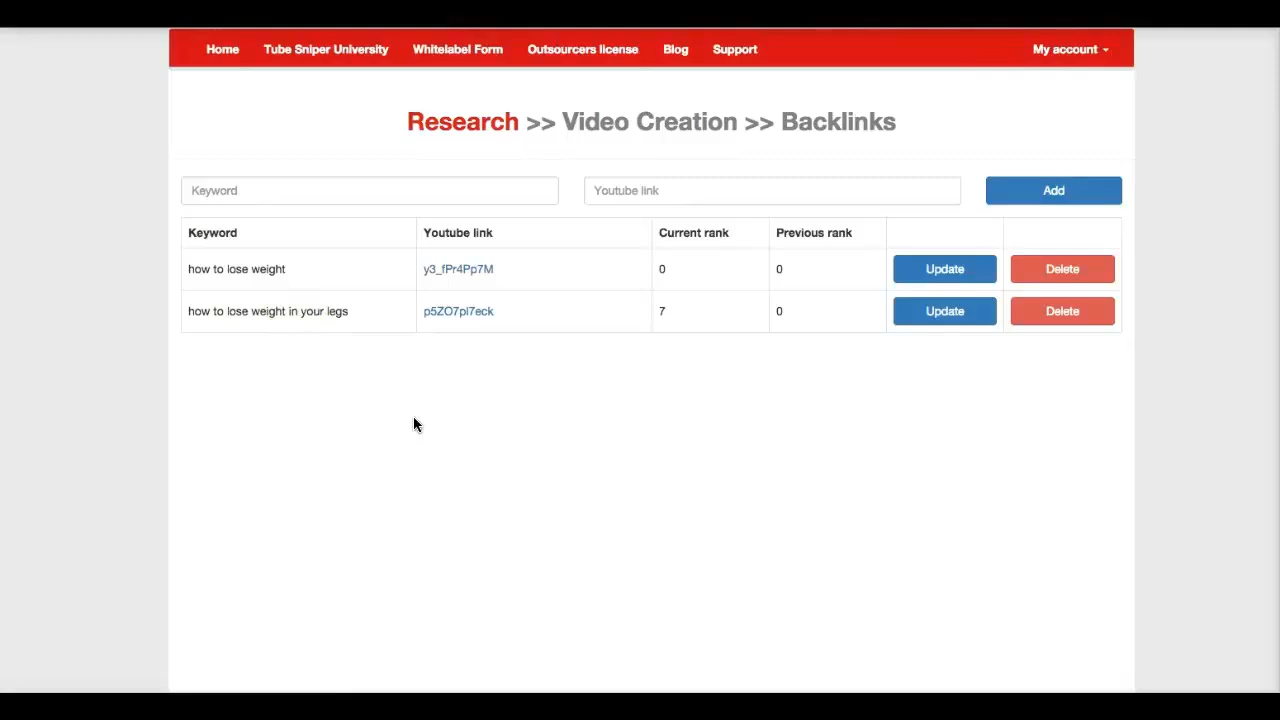 Home Tube Sniper University Whitelabel Form Outsourcers license Blog Support My account
Research >> Video Creation >> Backlinks
Keyword Youtube link Add
Keyword Youtube link Current rank Previous rank
how to lose weight y3_fPr4Pp7M 0 0 Update Delete
how to lose weight in your legs p5ZO7pl7eck 7 0 Update Delete